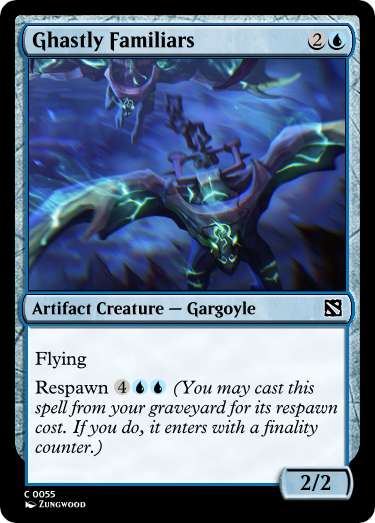 Ghastly Familiars 2
Artifact Creature — Gargoyle
Flying
Respawn 4 (You may cast this
spell from your graveyard for its respawn
cost. If you do, it enters with a finality
counter.)
2/2
C 0055
Zungwood